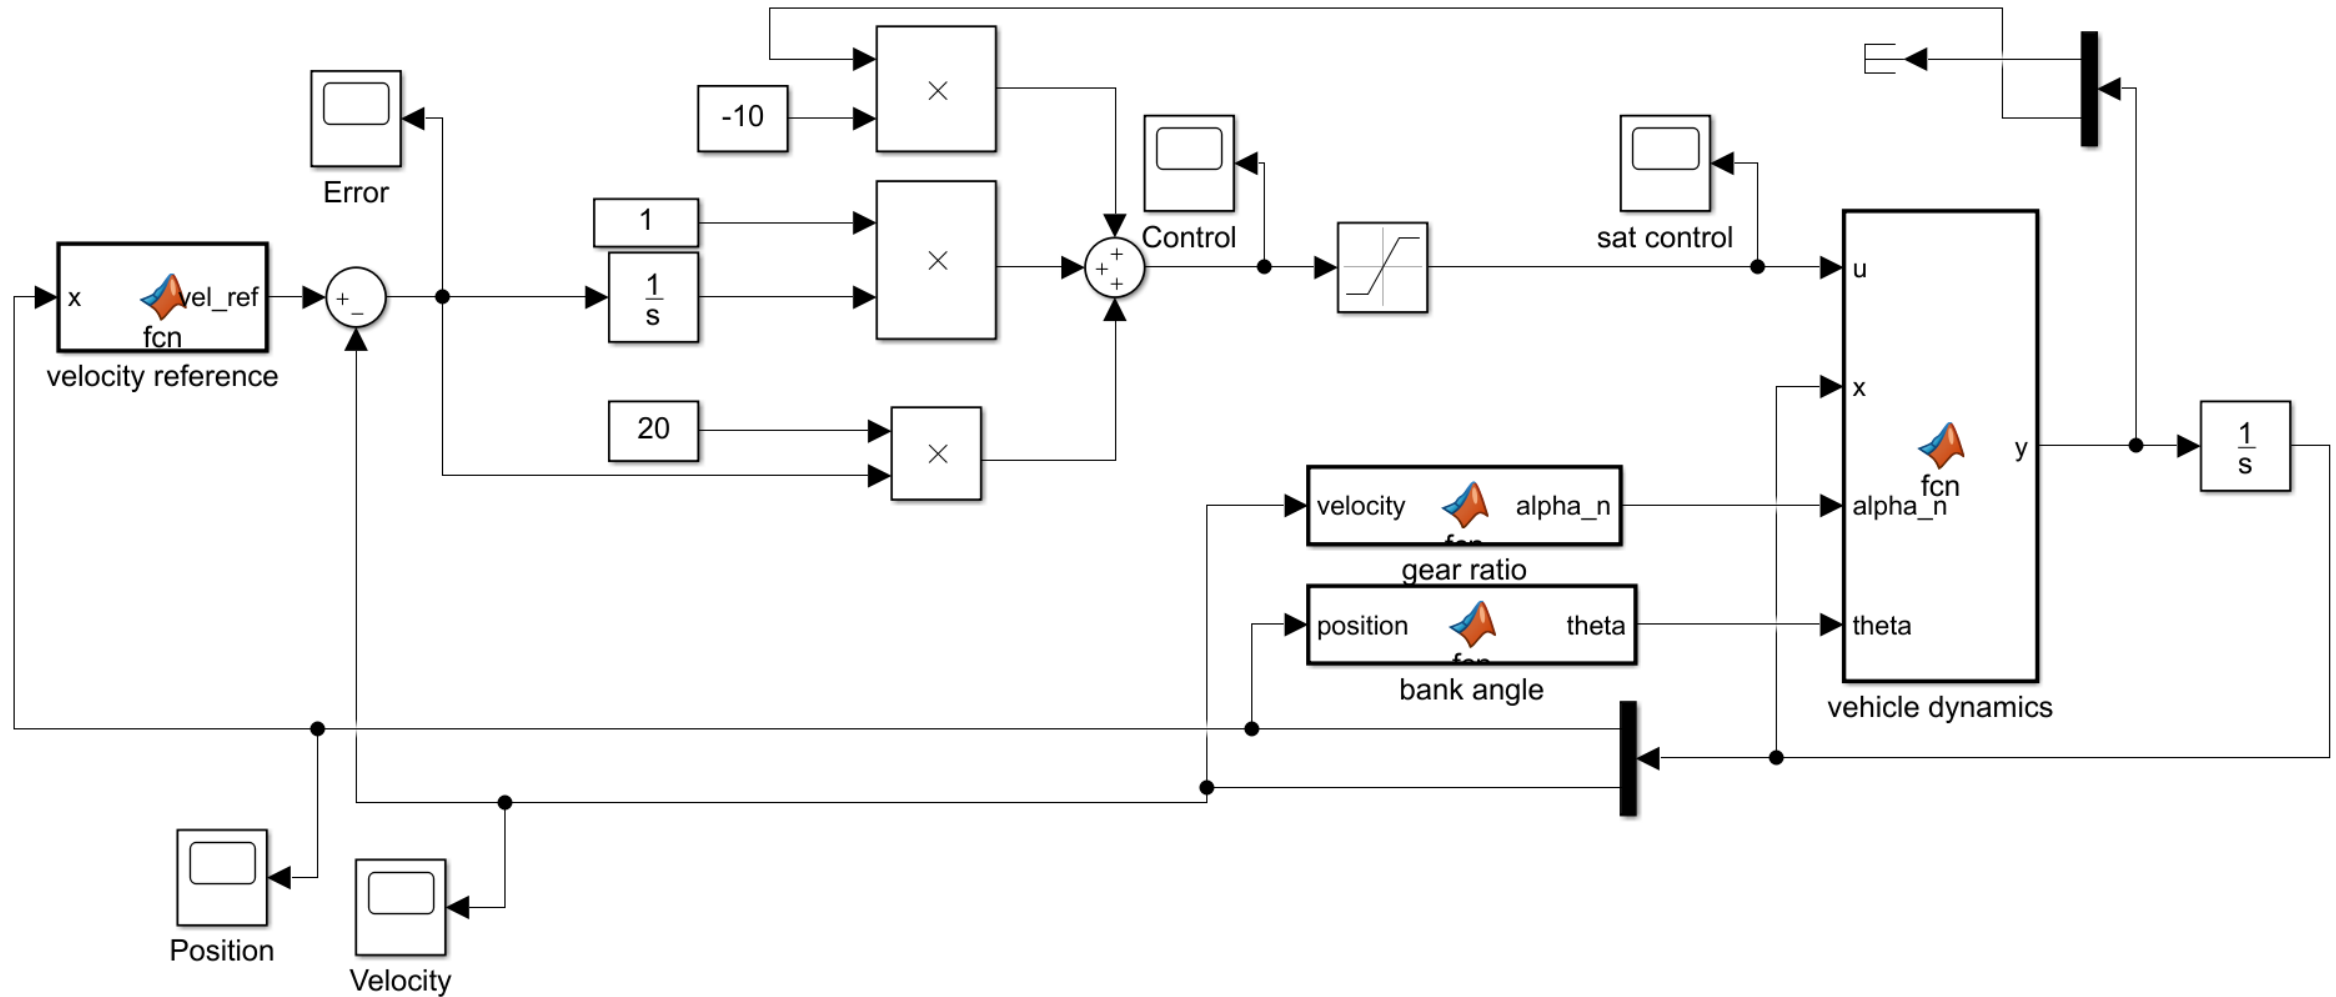 -10
Error
1
Control
sat control
u
x
vel_ref
fcn
velocity reference
1
s
x
20
1
s
y
fcn
velocity
alpha_n
alpha_n
gear ratio
position
theta
theta
bank angle
vehicle dynamics
Position
Velocity